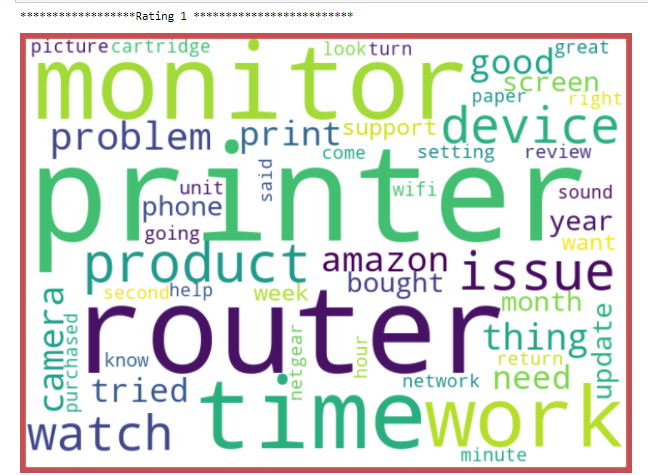 ******************Rating 1 *************************
picture cartridge look turn great
monitor good screen
paper right
problem print support device
come setting review
printer
unit said wifi sound
phone year
going want
product amazon issue
bought
second help week month
camera purchased router thing update
know netgear hour return
tried network need
watch time work
minute